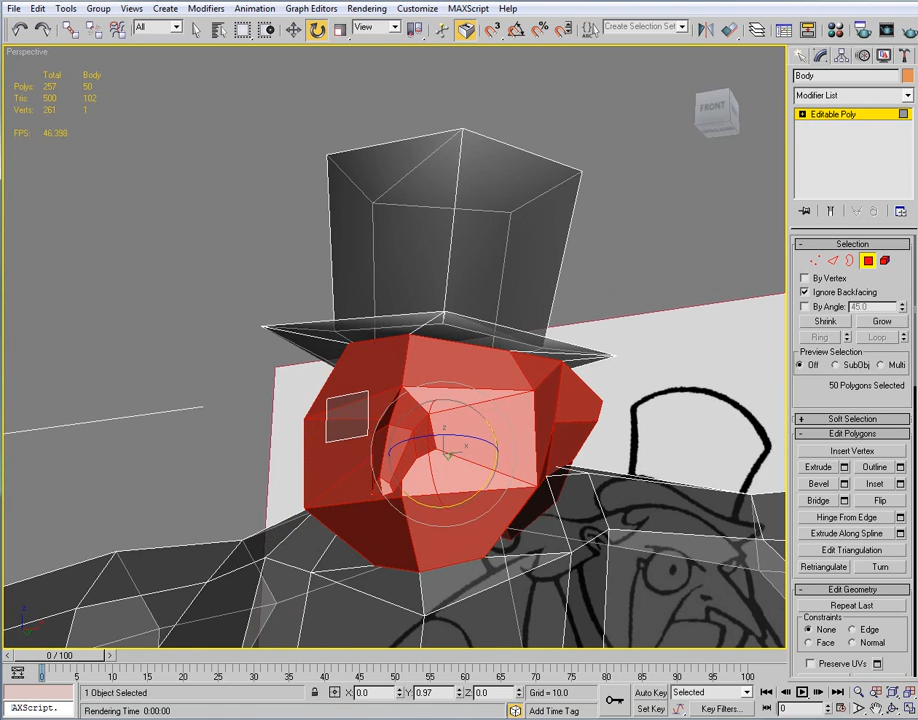 File Edit Tools Group Views Create Modifiers Animation Graph Editors Rendering Customize MAXScript Help
All View Create Selection Set
Perspective
Total Body
Polys: 257 50
Tris: 500 102
Verts: 261 1
FPS: 46.398
FRONT
z
x
Body
Modifier List
Editable Poly
- Selection
By Vertex
Ignore Backfacing
By Angle: 45.0
Shrink Grow
Ring Loop
Preview Selection
Off SubObj Multi
50 Polygons Selected
+ Soft Selection
- Edit Polygons
Insert Vertex
Extrude Outline
Bevel Inset
Bridge Flip
Hinge From Edge
Extrude Along Spline
Edit Triangulation
Retriangulate Turn
- Edit Geometry
Repeat Last
Constraints
None Edge
Face Normal
Preserve UVs
< 0 / 100 >
0 5 10 15 20 25 30 35 40 45 50 55 60 65 70 75 80 85 90 95 100
1 Object Selected X: 0.0 Y: 0.97 Z: 0.0 Grid = 10.0 Auto Key Selected
AXScript. Rendering Time 0:00:00 Add Time Tag Set Key Key Filters... 0